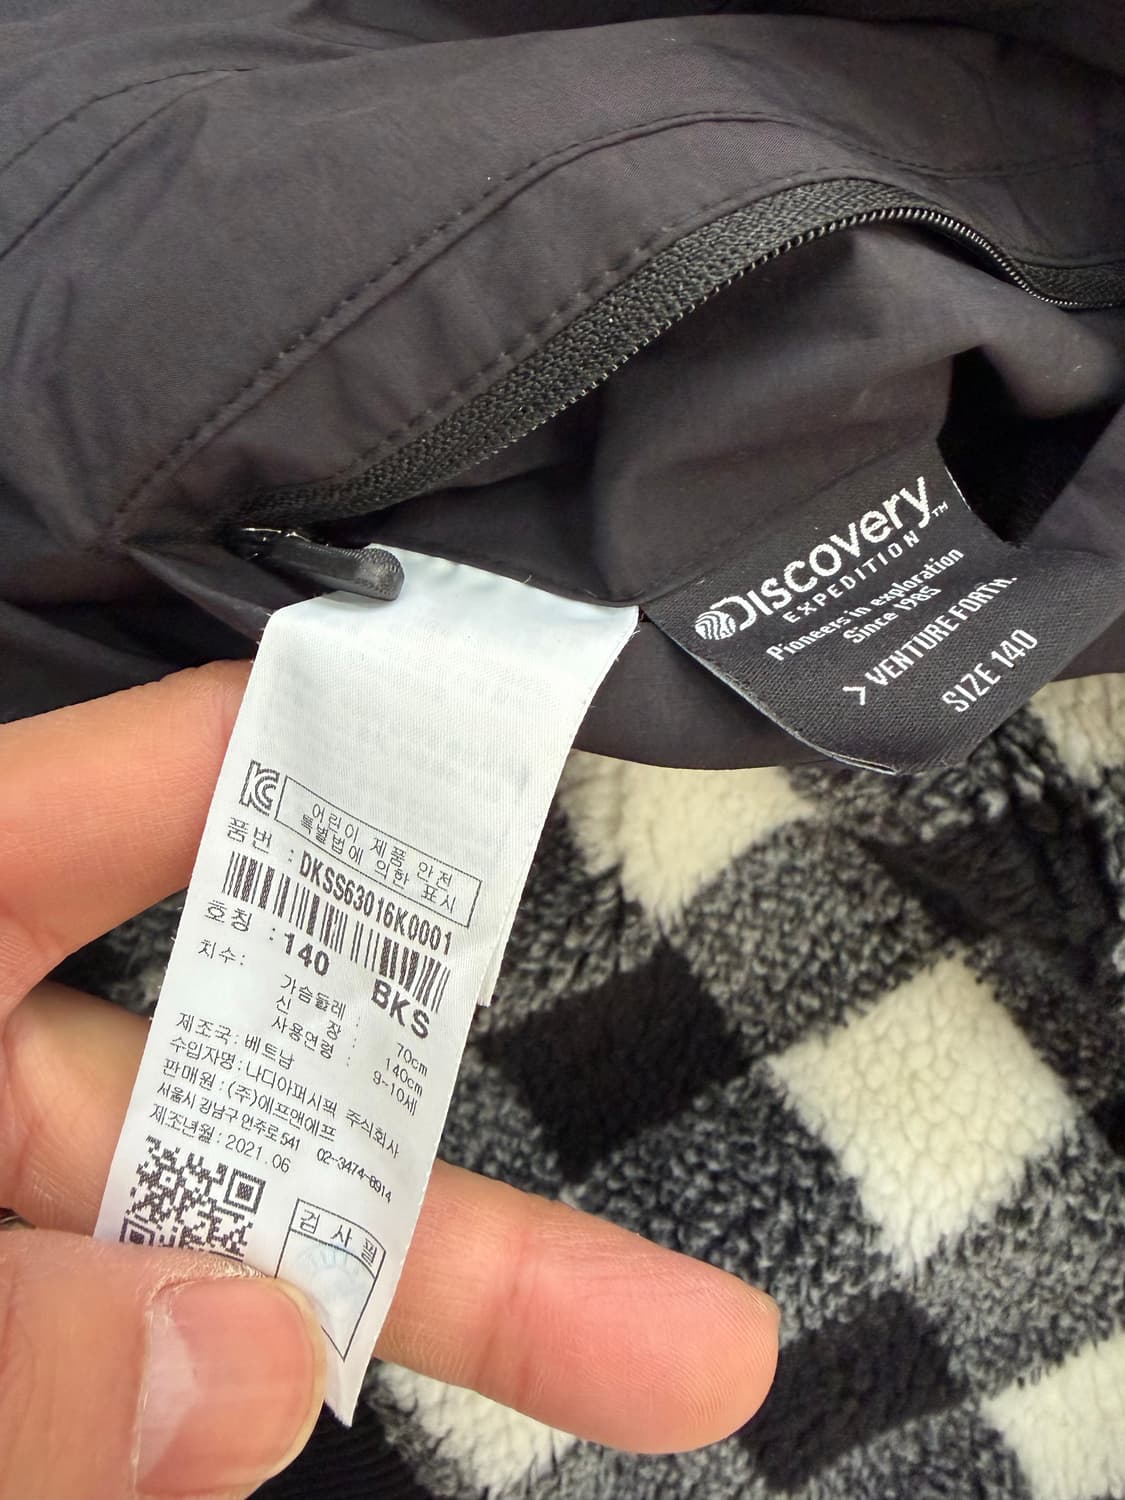 Discovery™
EXPEDITION
Pioneers in exploration
Since 1985
> VENTURE FORTH.
SIZE 140
KC
어린이 제품 안전
특별법에 의한 표시
품번 : DKSS63016K0001
호칭 : 140 BKS
치수: 가슴둘레 : 70cm
신 장 : 140cm
사용연령 : 9-10세
제조국: 베트남
수입자명: 나디아퍼시픽 주식회사
판매원 : (주)에프앤에프
서울시 강남구 언주로 541 02-3474-6914
제조년월 : 2021.06
검사필